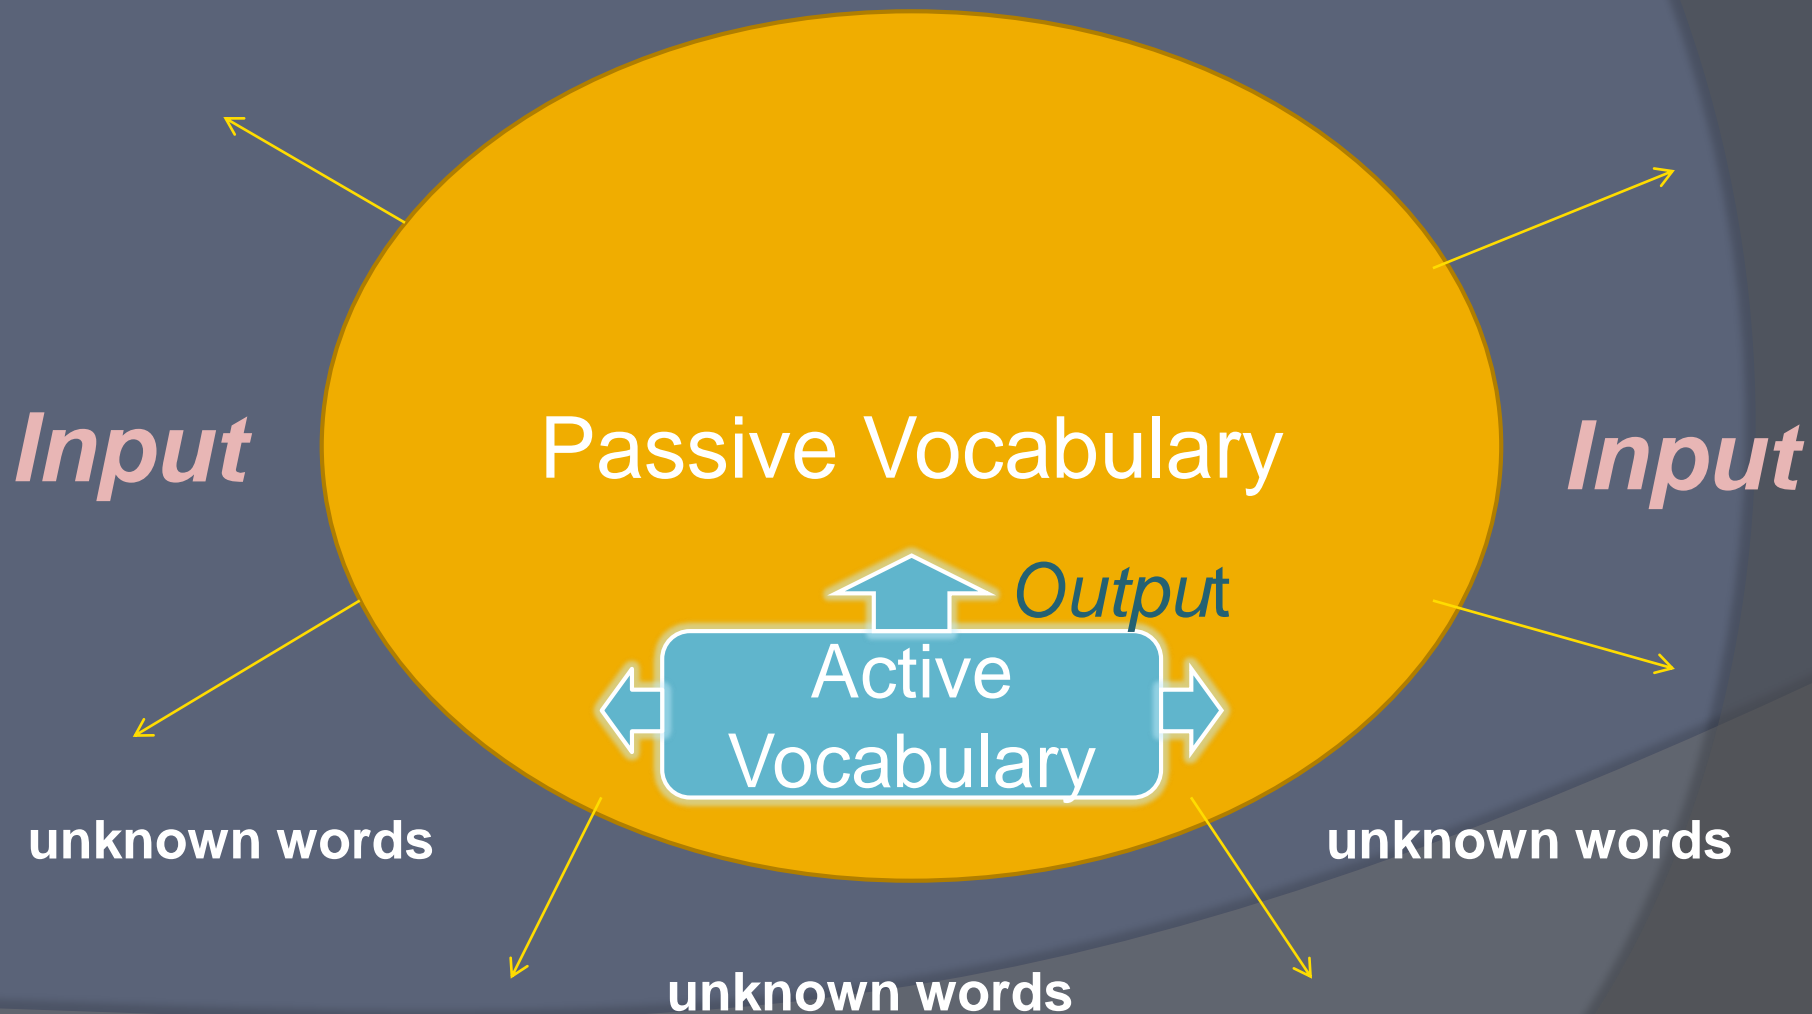 Input
Passive Vocabulary
Input
Output
Active
Vocabulary
unknown words
unknown words
unknown words